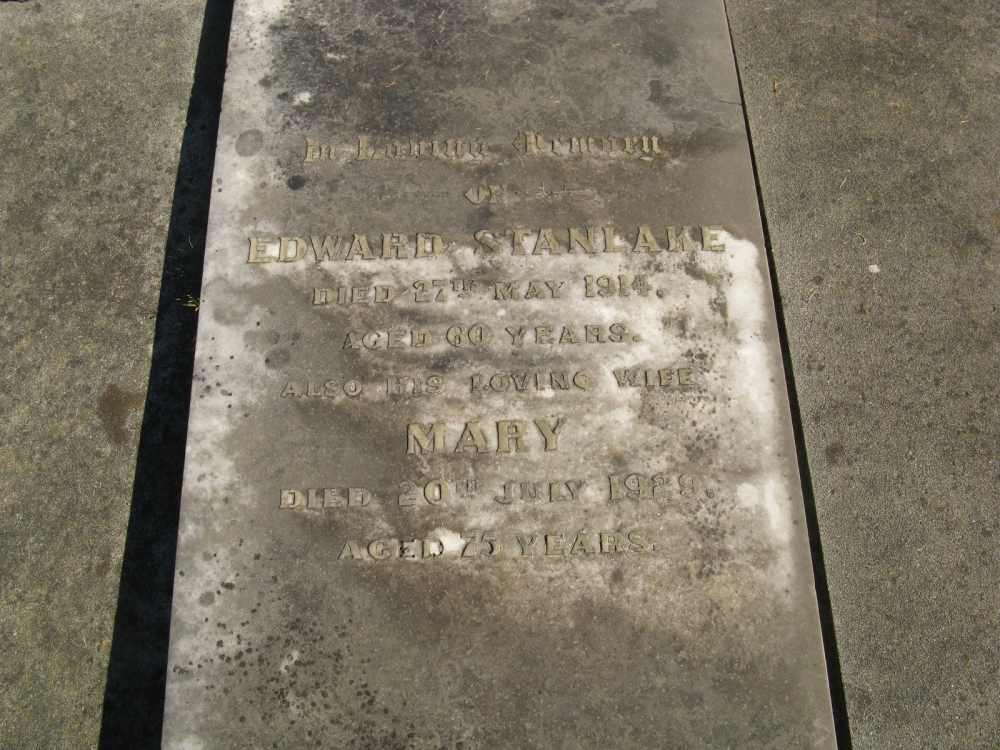 In Loving Memory
OF
EDWARD STANLAKE
DIED 27TH MAY 1914.
AGED 60 YEARS.
ALSO HIS LOVING WIFE
MARY
DIED 20TH JULY 1929
AGED 75 YEARS.